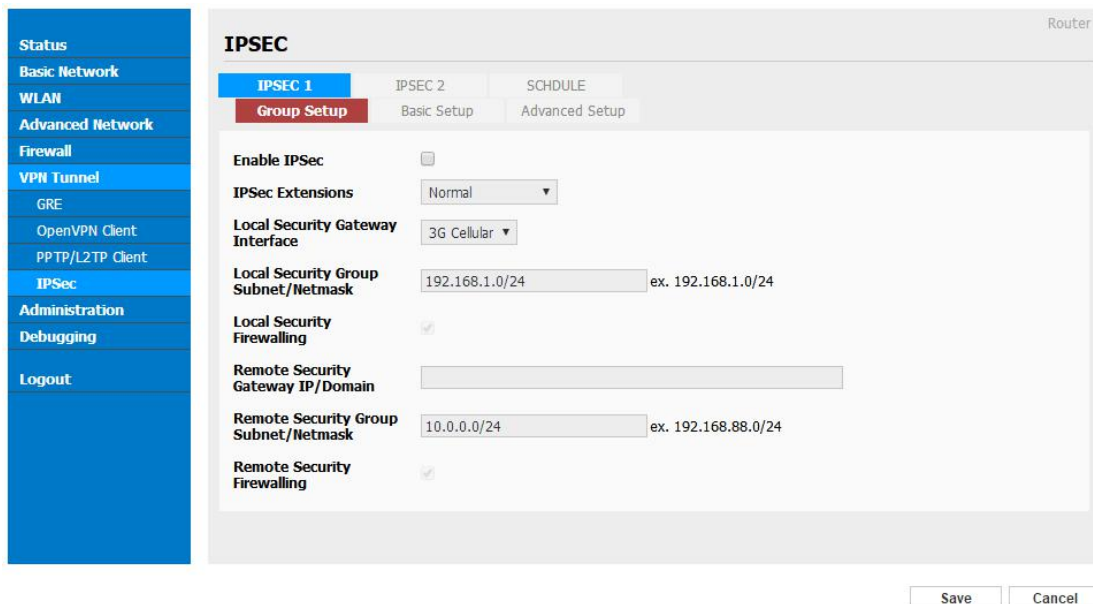 Router
Status
Basic Network
WLAN
Advanced Network
Firewall
VPN Tunnel
GRE
OpenVPN Client
PPTP/L2TP Client
IPSec
Administration
Debugging
Logout
IPSEC
IPSEC 1 IPSEC 2 SCHDULE
Group Setup Basic Setup Advanced Setup
Enable IPSec
IPSec Extensions Normal
Local Security Gateway
Interface 3G Cellular
Local Security Group
Subnet/Netmask 192.168.1.0/24 ex. 192.168.1.0/24
Local Security
Firewalling
Remote Security
Gateway IP/Domain
Remote Security Group
Subnet/Netmask 10.0.0.0/24 ex. 192.168.88.0/24
Remote Security
Firewalling
Save Cancel